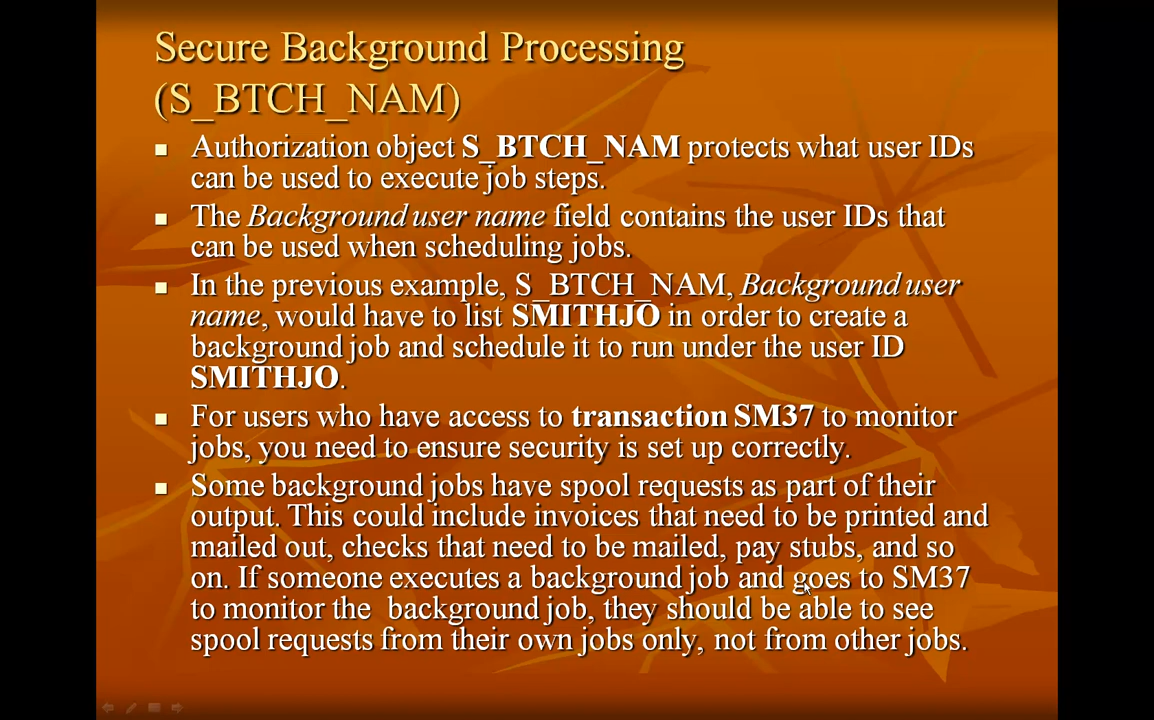 Secure Background Processing
(S_BTCH_NAM)
Authorization object S_BTCH_NAM protects what user IDs
can be used to execute job steps.
The Background user name field contains the user IDs that
can be used when scheduling jobs.
In the previous example, S_BTCH_NAM, Background user
name, would have to list SMITHJO in order to create a
background job and schedule it to run under the user ID
SMITHJO.
For users who have access to transaction SM37 to monitor
jobs, you need to ensure security is set up correctly.
Some background jobs have spool requests as part of their
output. This could include invoices that need to be printed and
mailed out, checks that need to be mailed, pay stubs, and so
on. If someone executes a background job and goes to SM37
to monitor the  background job, they should be able to see
spool requests from their own jobs only, not from other jobs.